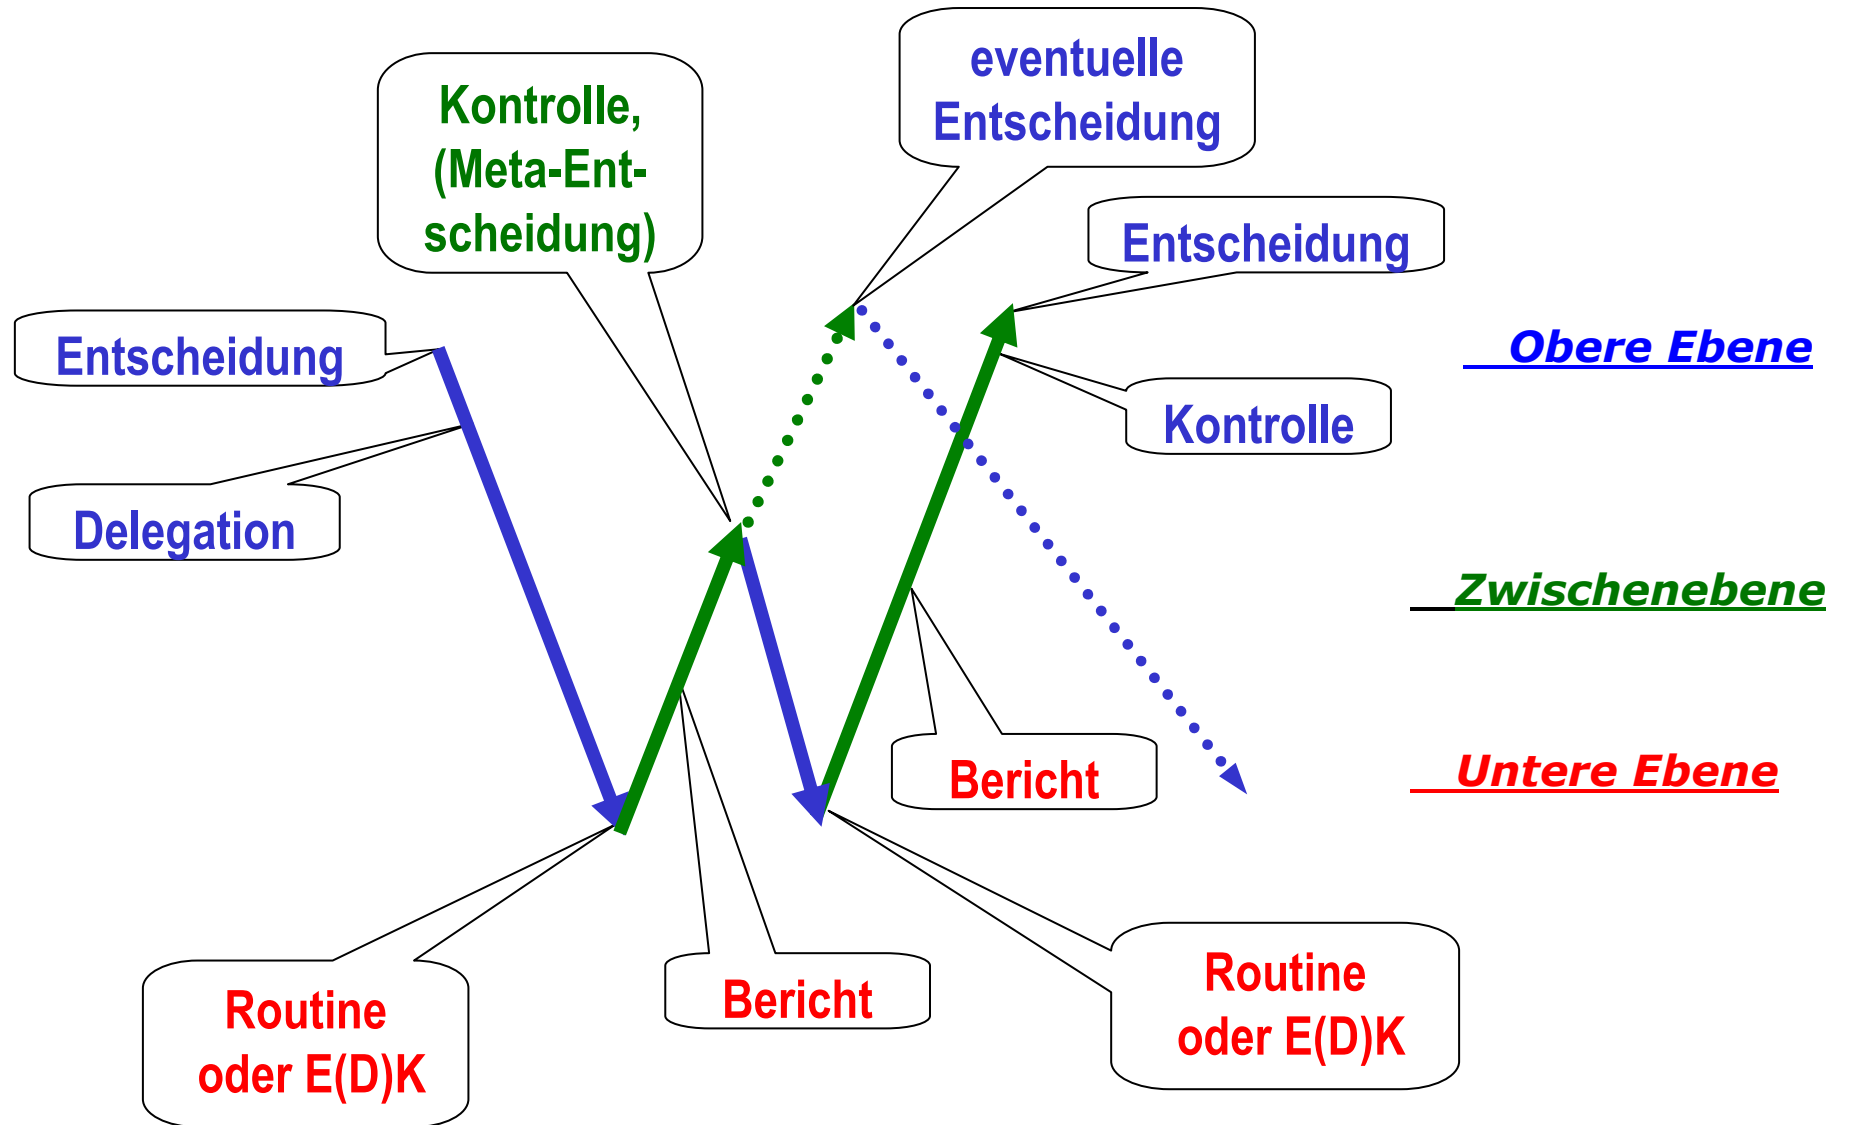 eventuelle
Entscheidung
Kontrolle,
(Meta-Ent-
scheidung)
Entscheidung
Entscheidung
Obere Ebene
Kontrolle
Delegation
Zwischenebene
Bericht
Untere Ebene
Routine
oder E(D)K
Bericht
Routine
oder E(D)K